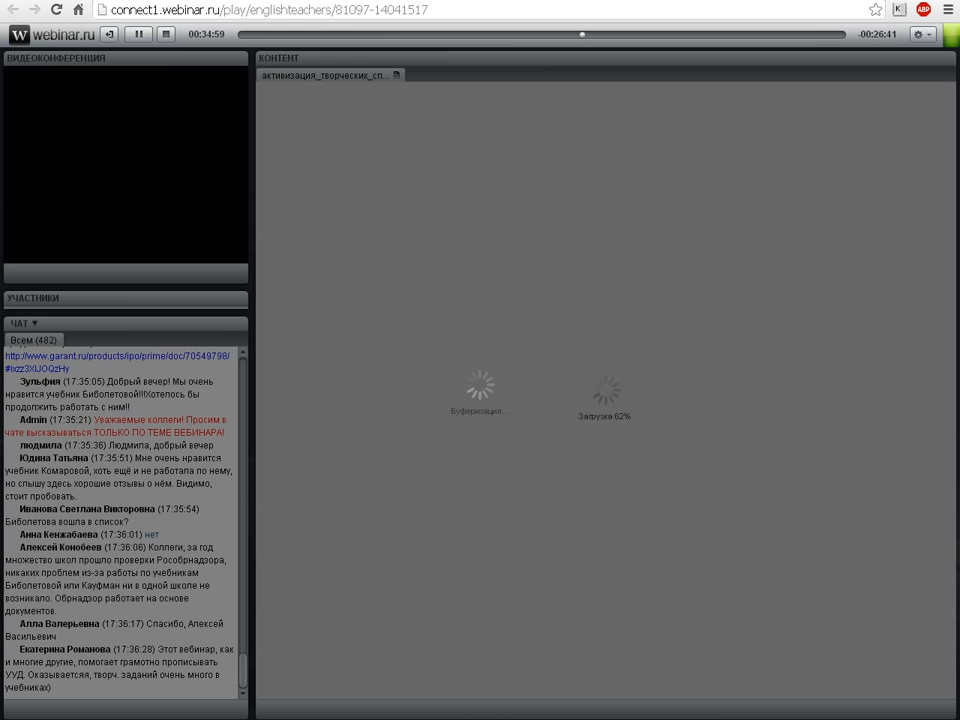 connect1.webinar.ru/play/englishteachers/81097-14041517
K
ABP
W webinar.ru
00:34:59
-00:26:41
ВИДЕОКОНФЕРЕНЦИЯ
КОНТЕНТ
активизация_творческих_сп...
УЧАСТНИКИ
ЧАТ ▼
Всем (482)
http://www.garant.ru/products/ipo/prime/doc/70549798/
#ixzz3XlJOQzHy
Зульфия (17:35:05) Добрый вечер! Мы очень
нравится учебник Биболетовой!!!Хотелось бы
продолжить работать с ним!!
Admin (17:35:21) Уважаемые коллеги! Просим в
чате высказываться ТОЛЬКО ПО ТЕМЕ ВЕБИНАРА!
людмила (17:35:36) Людмила, добрый вечер
Юдина Татьяна (17:35:51) Мне очень нравится
учебник Комаровой, хоть ещё и не работала по нему,
но слышу здесь хорошие отзывы о нём. Видимо,
стоит пробовать.
Иванова Светлана Викторовна (17:35:54)
Биболетова вошла в список?
Анна Кенжабаева (17:36:01) нет
Алексей Конобеев (17:36:06) Коллеги, за год
множество школ прошло проверки Рособрнадзора,
никаких проблем из-за работы по учебникам
Биболетовой или Кауфман ни в одной школе не
возникало. Обрнадзор работает на основе
документов.
Алла Валерьевна (17:36:17) Спасибо, Алексей
Васильевич
Екатерина Романова (17:36:28) Этот вебинар, как
и многие другие, помогает грамотно прописывать
УУД. Оказывается, творч. заданий очень много в
учебниках)
Буферизация...
Загрузка 62%